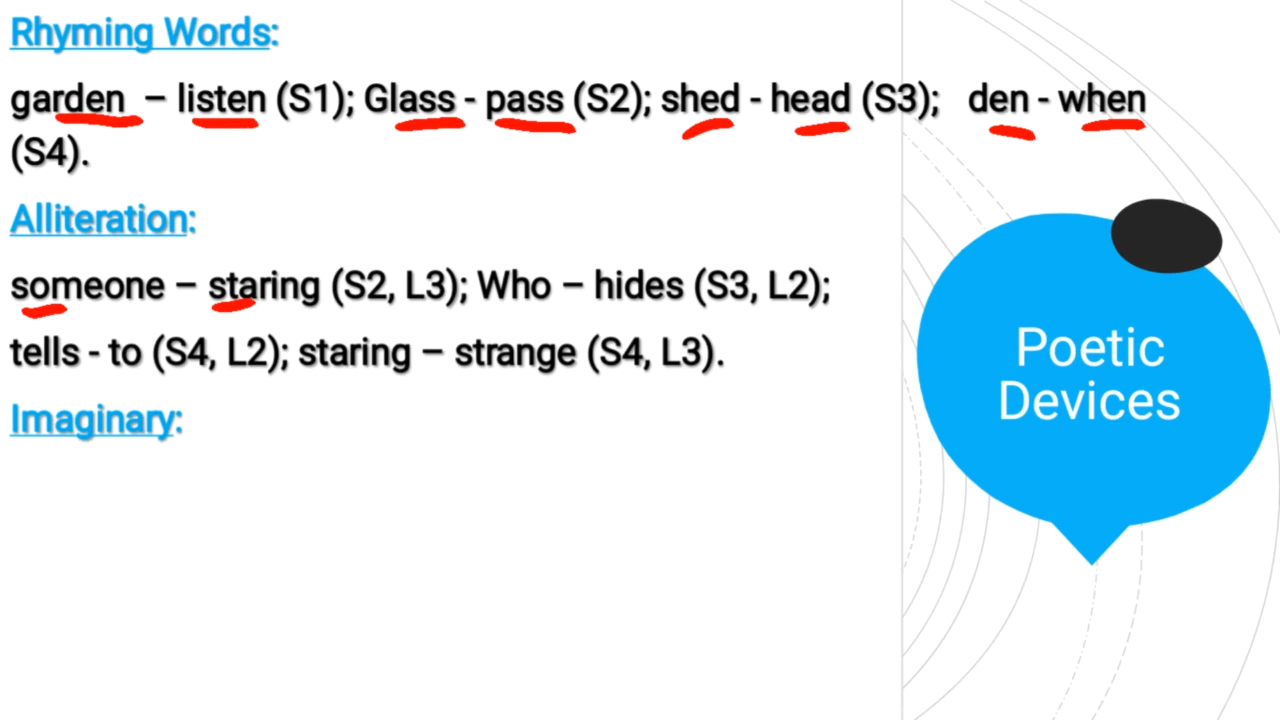 Rhyming Words:
garden – listen (S1); Glass - pass (S2); shed - head (S3); den - when
(S4).
Alliteration:
someone – staring (S2, L3); Who – hides (S3, L2);
tells - to (S4, L2); staring – strange (S4, L3).
Imaginary:
Poetic
Devices